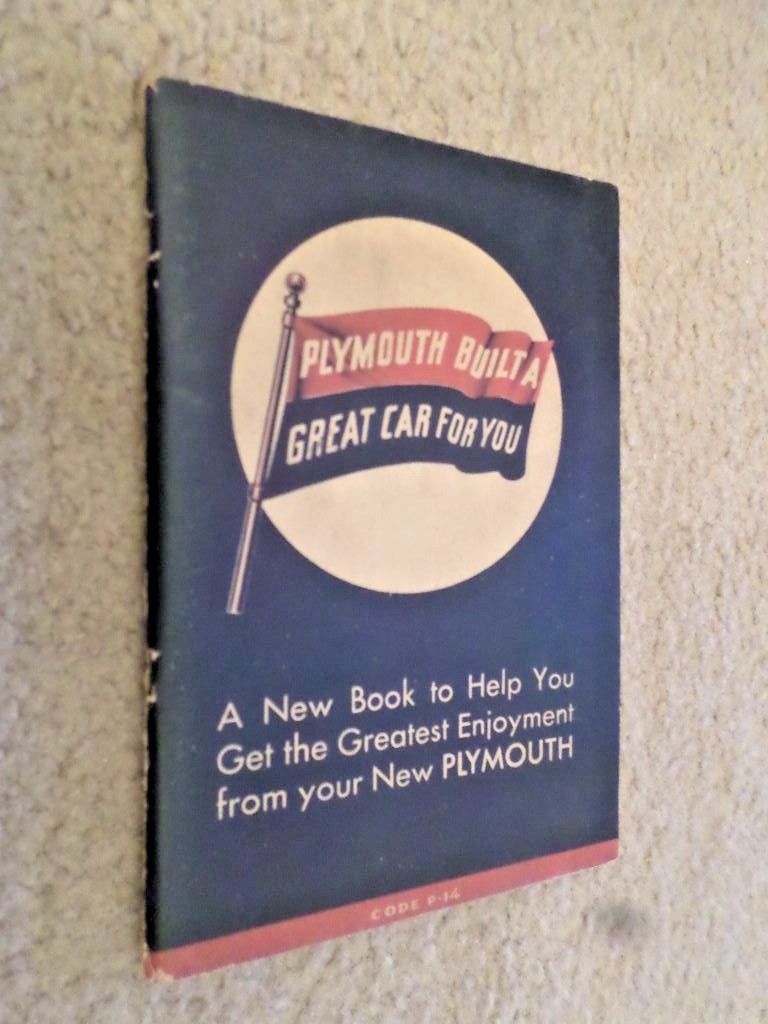 PLYMOUTH BUILT A
GREAT CAR FOR YOU
A New Book to Help You
Get the Greatest Enjoyment
from your New PLYMOUTH
CODE P-14